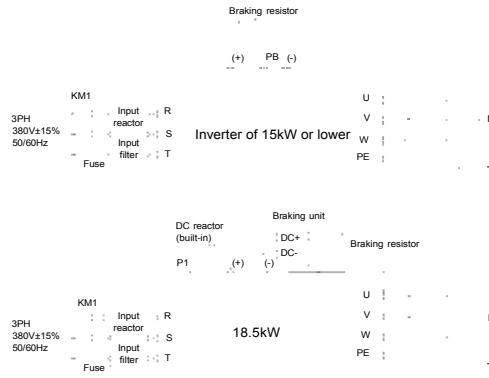 Braking resistor
(+) PB (-)
KM1
3PH
380V±15%
50/60Hz
Fuse
Input
reactor
Input
filter
R
S
T
Inverter of 15kW or lower
U
V
W
PE
DC reactor
(built-in)
Braking unit
DC+
DC-
Braking resistor
P1 (+) (-)
KM1
3PH
380V±15%
50/60Hz
Fuse
Input
reactor
Input
filter
R
S
T
18.5kW
U
V
W
PE